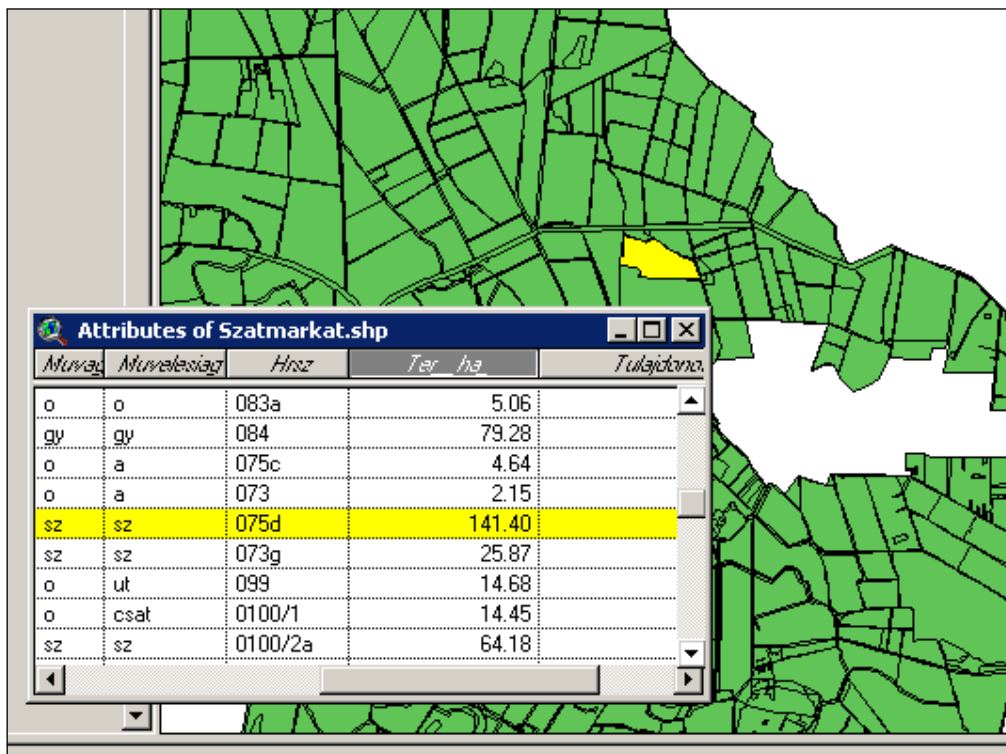 Attributes of Szatmarkat.shp
Muvag Muvelesiag Hrsz Ter__ha_ Tulajdono.
o o 083a 5.06
gy gy 084 79.28
o a 075c 4.64
o a 073 2.15
sz sz 075d 141.40
sz sz 073g 25.87
o ut 099 14.68
o csat 0100/1 14.45
sz sz 0100/2a 64.18